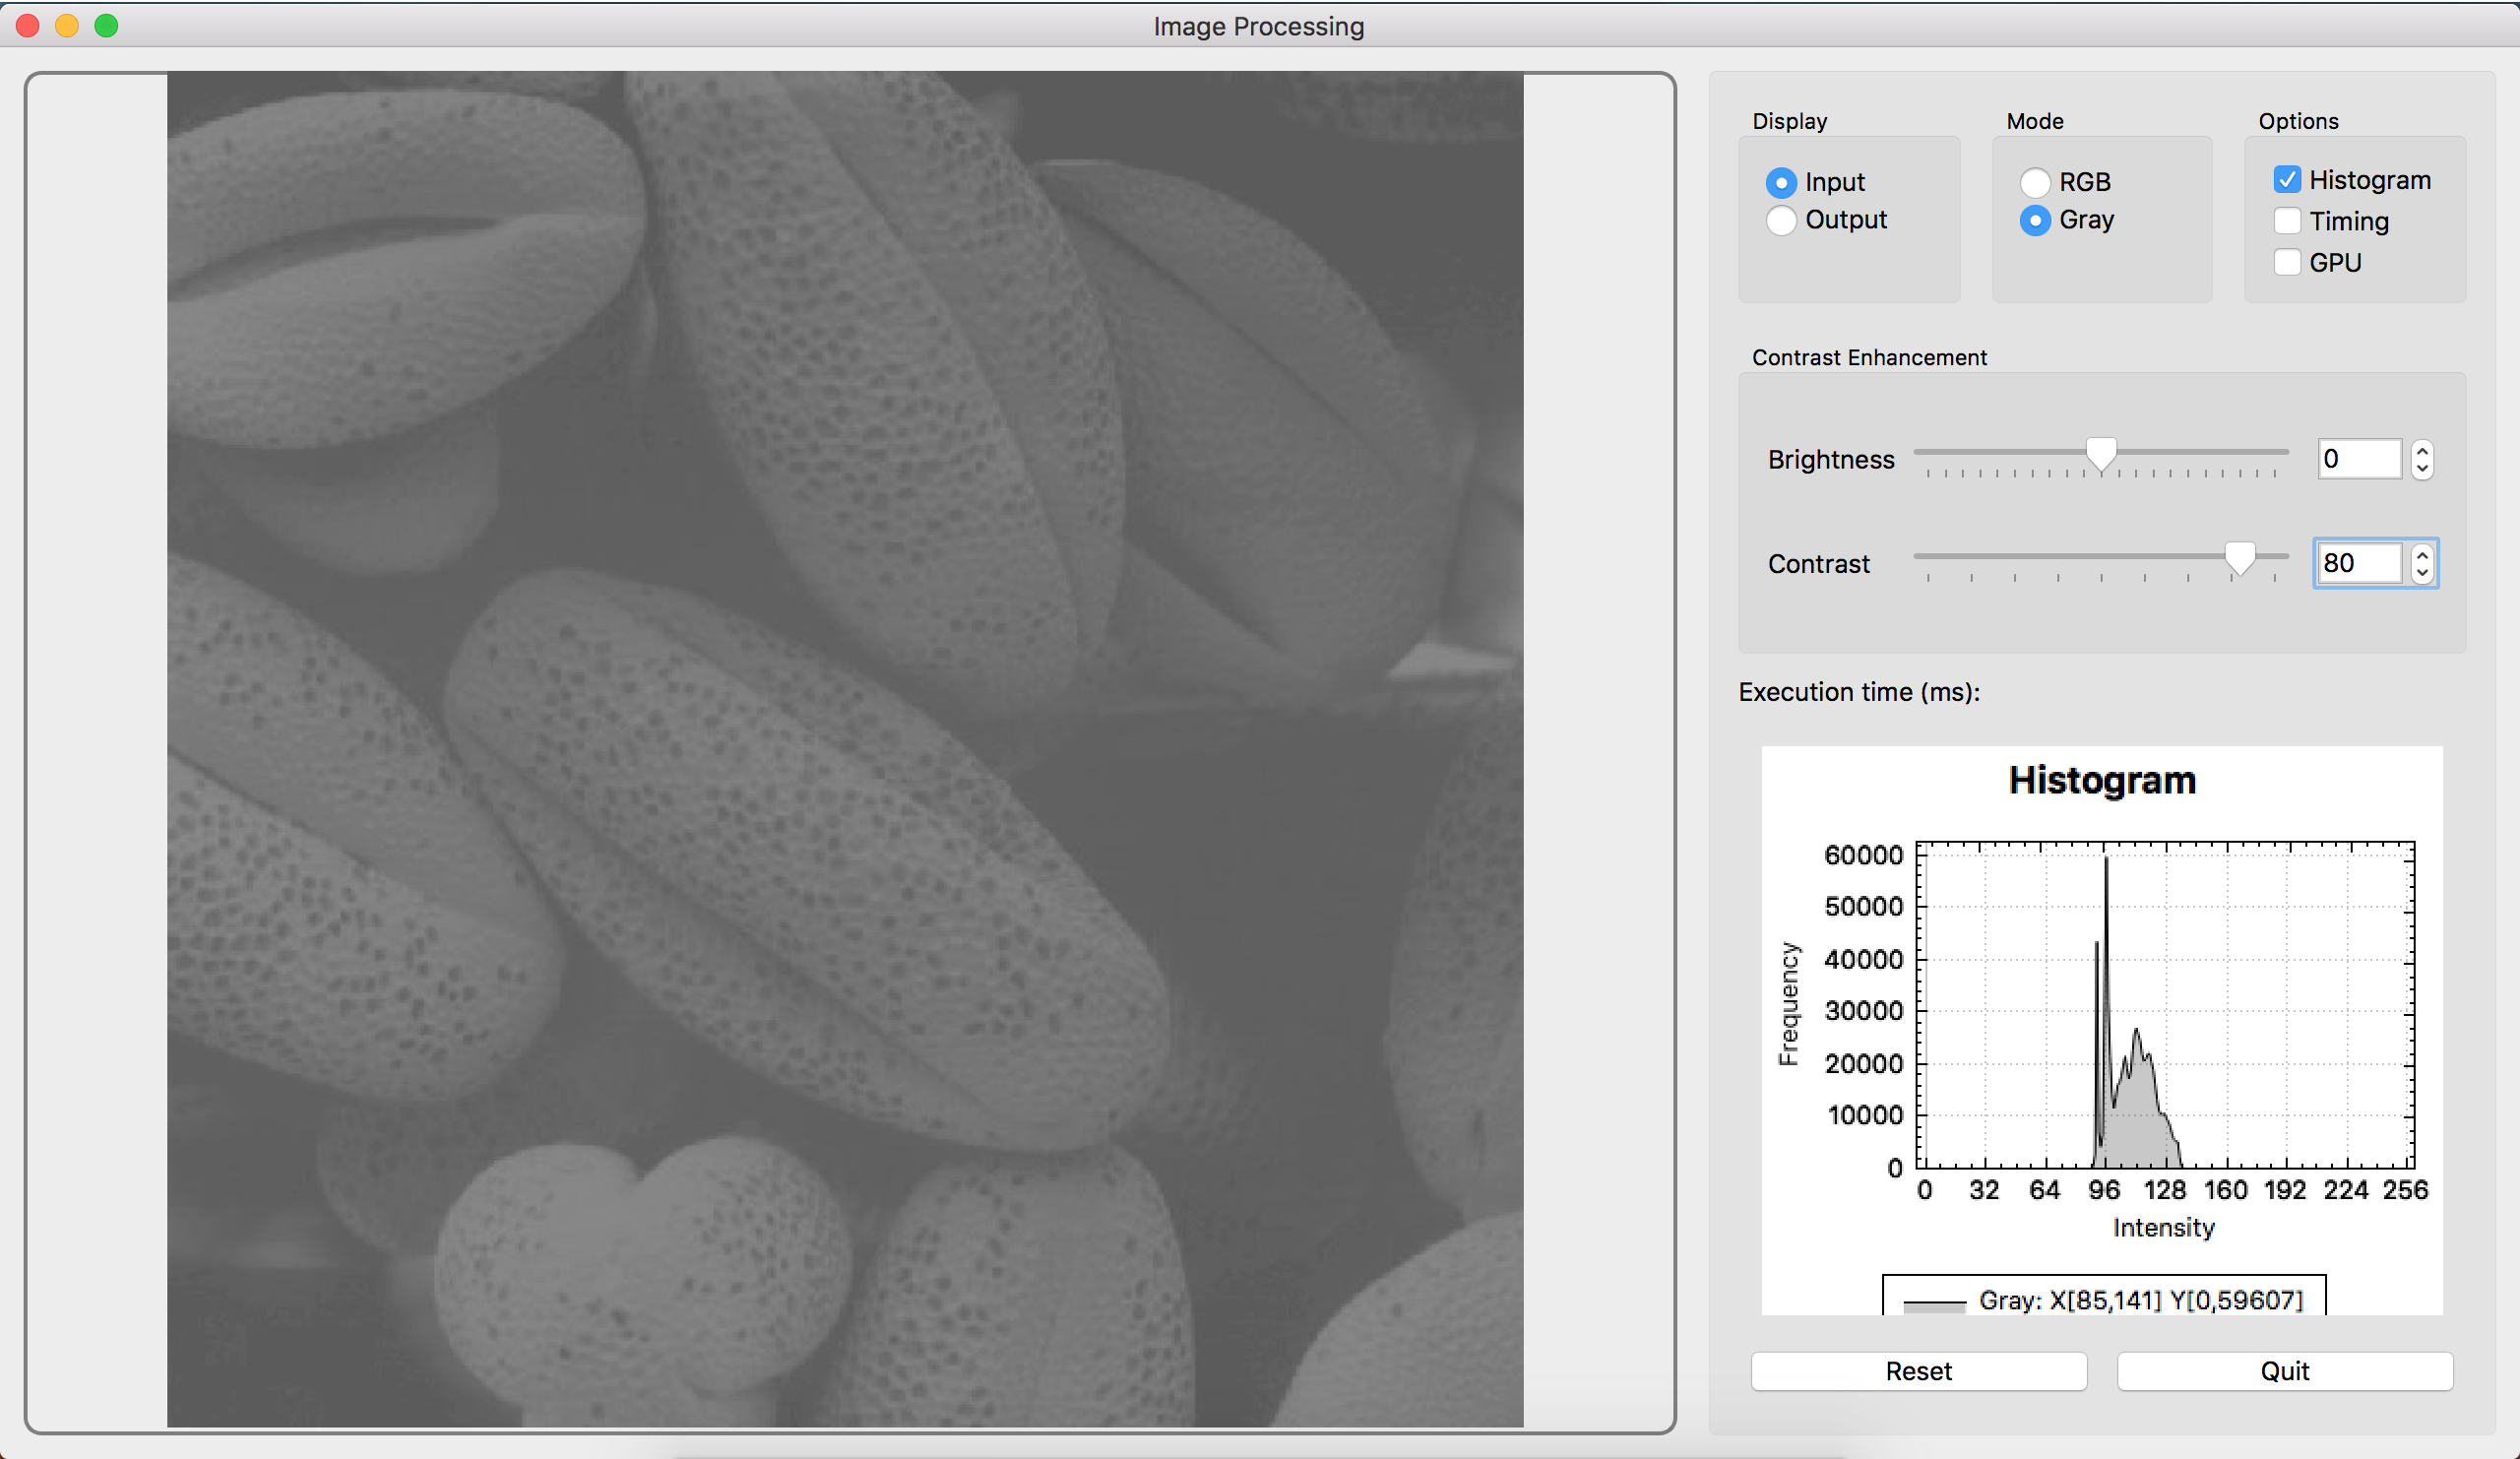 Image Processing
Display
Input
Output
Mode
RGB
Gray
Options
Histogram
Timing
GPU
Contrast Enhancement
Brightness 0
Contrast 80
Execution time (ms):
Histogram
60000
50000
40000
30000
20000
10000
0
Frequency
0 32 64 96 128 160 192 224 256
Intensity
Gray: X[85,141] Y[0,59607]
Reset Quit